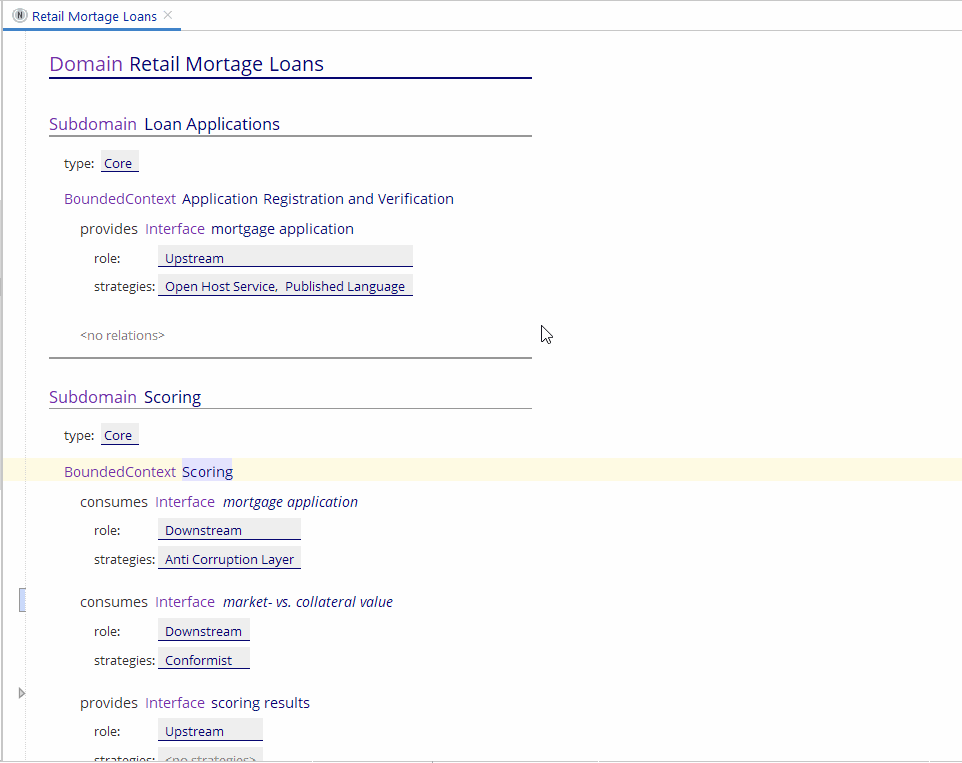 N Retail Mortage Loans
Domain Retail Mortage Loans
Subdomain Loan Applications
type: Core
BoundedContext Application Registration and Verification
provides Interface mortgage application
role: Upstream
strategies: Open Host Service, Published Language
<no relations>
Subdomain Scoring
type: Core
BoundedContext Scoring
consumes Interface mortgage application
role: Downstream
strategies: Anti Corruption Layer
consumes Interface market- vs. collateral value
role: Downstream
strategies: Conformist
provides Interface scoring results
role: Upstream
strategies: <no strategies>